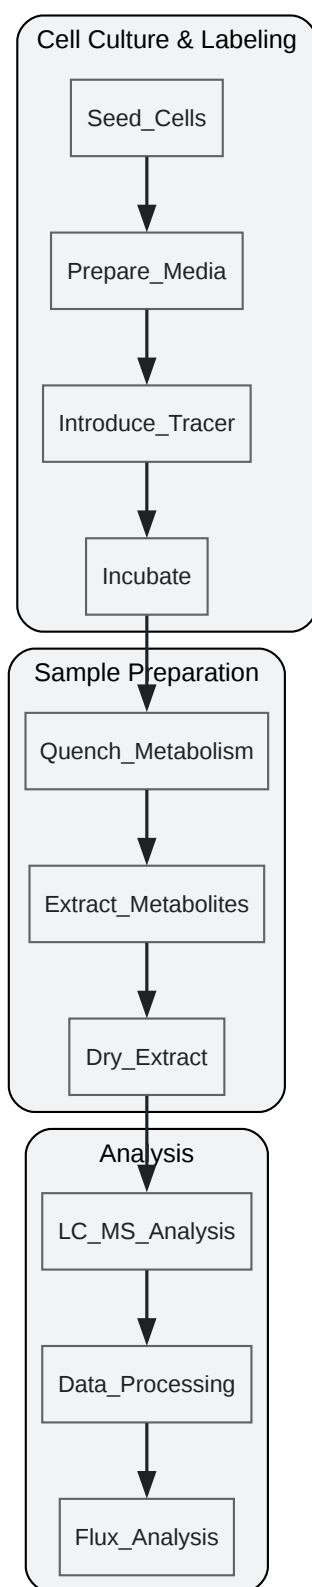 Cell Culture & Labeling
Seed_Cells
Prepare_Media
Introduce_Tracer
Incubate
Sample Preparation
Quench_Metabolism
Extract_Metabolites
Dry_Extract
Analysis
LC_MS_Analysis
Data_Processing
Flux_Analysis